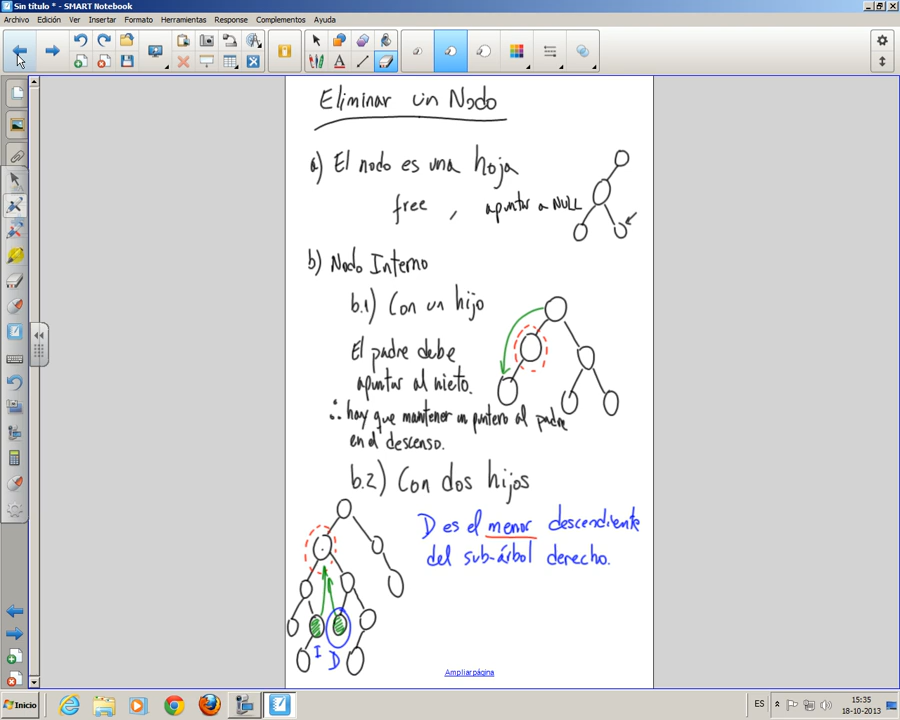 Sin título * - SMART Notebook
Archivo Edición Ver Insertar Formato Herramientas Response Complementos Ayuda
Eliminar un Nodo
a) El nodo es una hoja
free , apuntar a NULL
b) Nodo Interno
b.1) Con un hijo
El padre debe
apuntar al nieto.
∴ hay que mantener un puntero al padre
en el descenso.
b.2) Con dos hijos
D es el menor descendiente
del sub-árbol derecho.
I D
Ampliar página
Inicio
ES
15:35
18-10-2013